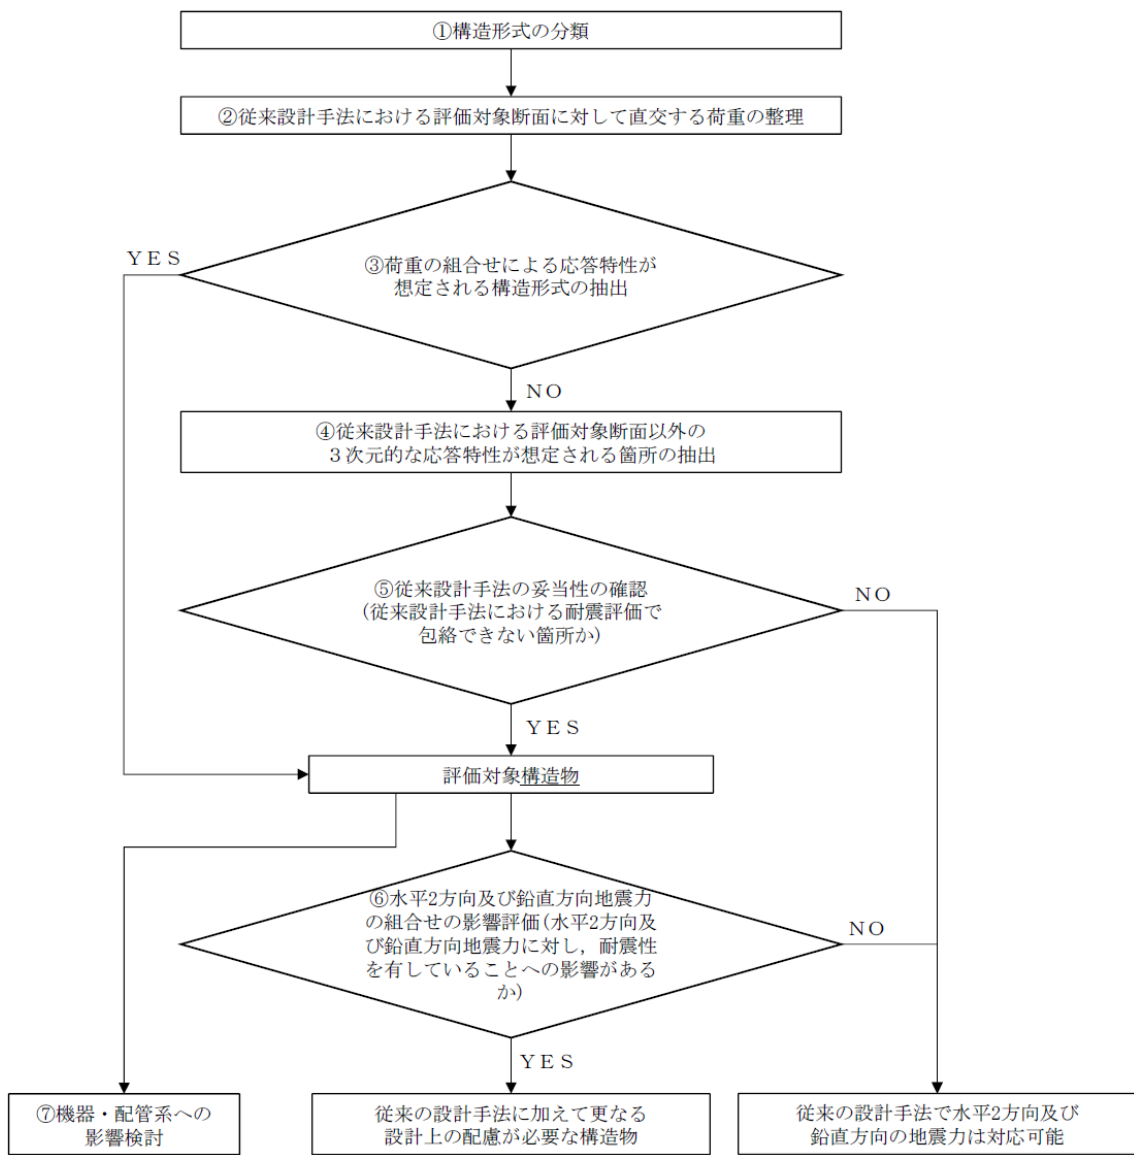 ①構造形式の分類
②従来設計手法における評価対象断面に対して直交する荷重の整理
YES
③荷重の組合せによる応答特性が
想定される構造形式の抽出
NO
④従来設計手法における評価対象断面以外の
3次元的な応答特性が想定される箇所の抽出
⑤従来設計手法の妥当性の確認
(従来設計手法における耐震評価で
包絡できない箇所か)
NO
YES
評価対象構造物
⑥水平2方向及び鉛直方向地震力
の組合せの影響評価(水平2方向及
び鉛直方向地震力に対し，耐震性
を有していることへの影響がある
か)
NO
YES
⑦機器・配管系への
影響検討
従来の設計手法に加えて更なる
設計上の配慮が必要な構造物
従来の設計手法で水平2方向及び
鉛直方向の地震力は対応可能